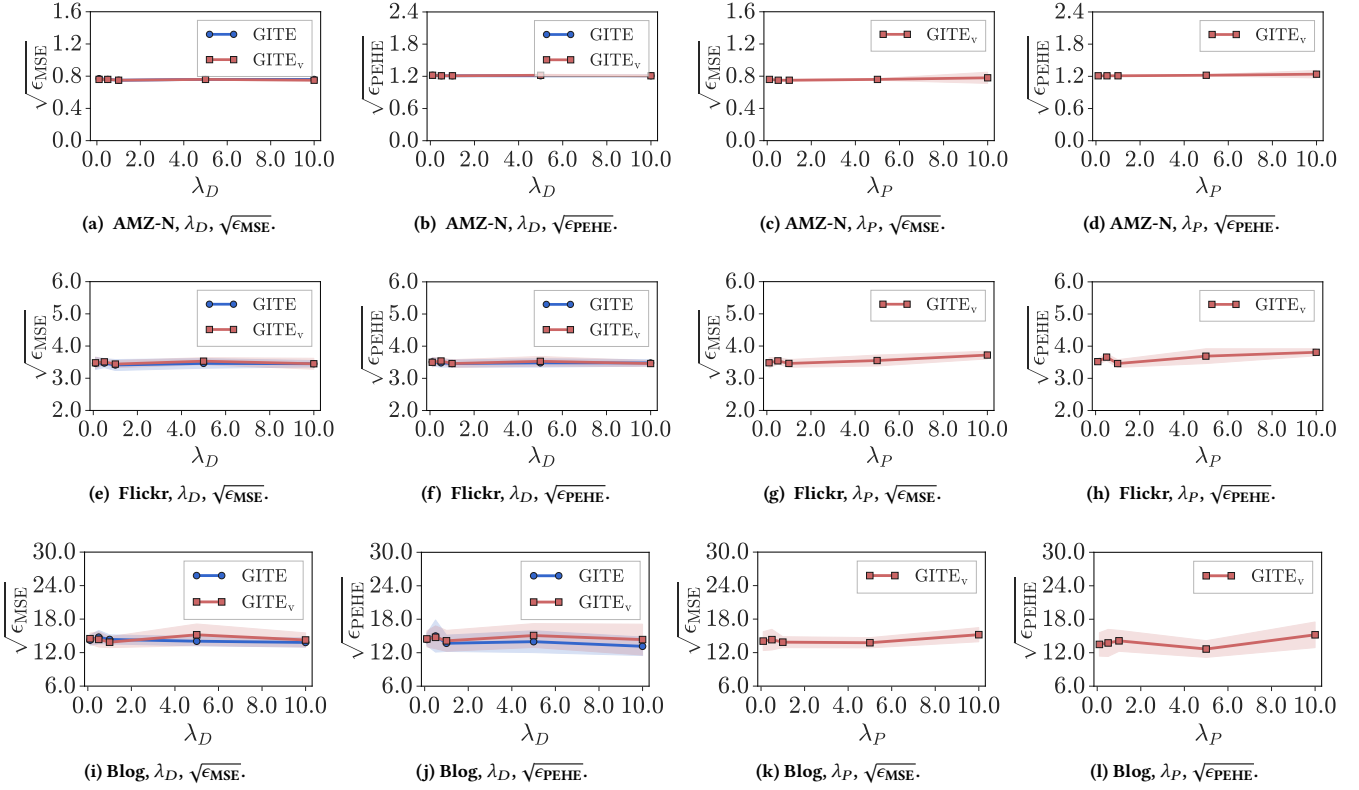 1.6
1.2
0.8
0.4
0.0
√ϵMSE
GITE
GITEᵥ
0.0 2.0 4.0 6.0 8.0 10.0
λD
(a) AMZ-N, λD, √ϵMSE.
2.4
1.8
1.2
0.6
0.0
√ϵPEHE
GITE
GITEᵥ
0.0 2.0 4.0 6.0 8.0 10.0
λD
(b) AMZ-N, λD, √ϵPEHE.
1.6
1.2
0.8
0.4
0.0
√ϵMSE
GITEᵥ
0.0 2.0 4.0 6.0 8.0 10.0
λP
(c) AMZ-N, λP, √ϵMSE.
2.4
1.8
1.2
0.6
0.0
√ϵPEHE
GITEᵥ
0.0 2.0 4.0 6.0 8.0 10.0
λP
(d) AMZ-N, λP, √ϵPEHE.
6.0
5.0
4.0
3.0
2.0
√ϵMSE
GITE
GITEᵥ
0.0 2.0 4.0 6.0 8.0 10.0
λD
(e) Flickr, λD, √ϵMSE.
6.0
5.0
4.0
3.0
2.0
√ϵPEHE
GITE
GITEᵥ
0.0 2.0 4.0 6.0 8.0 10.0
λD
(f) Flickr, λD, √ϵPEHE.
6.0
5.0
4.0
3.0
2.0
√ϵMSE
GITEᵥ
0.0 2.0 4.0 6.0 8.0 10.0
λP
(g) Flickr, λP, √ϵMSE.
6.0
5.0
4.0
3.0
2.0
√ϵPEHE
GITEᵥ
0.0 2.0 4.0 6.0 8.0 10.0
λP
(h) Flickr, λP, √ϵPEHE.
30.0
24.0
18.0
12.0
6.0
√ϵMSE
GITE
GITEᵥ
0.0 2.0 4.0 6.0 8.0 10.0
λD
(i) Blog, λD, √ϵMSE.
30.0
24.0
18.0
12.0
6.0
√ϵPEHE
GITE
GITEᵥ
0.0 2.0 4.0 6.0 8.0 10.0
λD
(j) Blog, λD, √ϵPEHE.
30.0
24.0
18.0
12.0
6.0
√ϵMSE
GITEᵥ
0.0 2.0 4.0 6.0 8.0 10.0
λP
(k) Blog, λP, √ϵMSE.
30.0
24.0
18.0
12.0
6.0
√ϵPEHE
GITEᵥ
0.0 2.0 4.0 6.0 8.0 10.0
λP
(l) Blog, λP, √ϵPEHE.